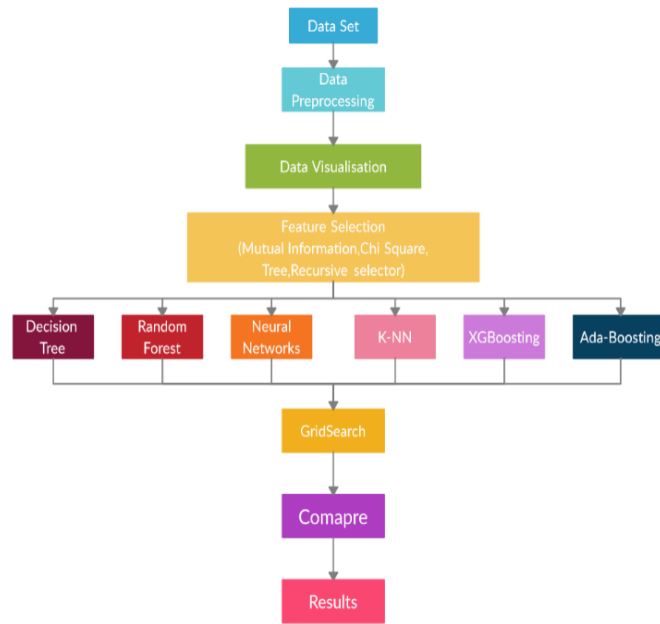 Data Set
Data
Preprocessing
Data Visualisation
Feature Selection
(Mutual Information,Chi Square,
Tree,Recursive selector)
Decision
Tree
Random
Forest
Neural
Networks
K-NN
XGBoosting
Ada-Boosting
GridSearch
Comapre
Results